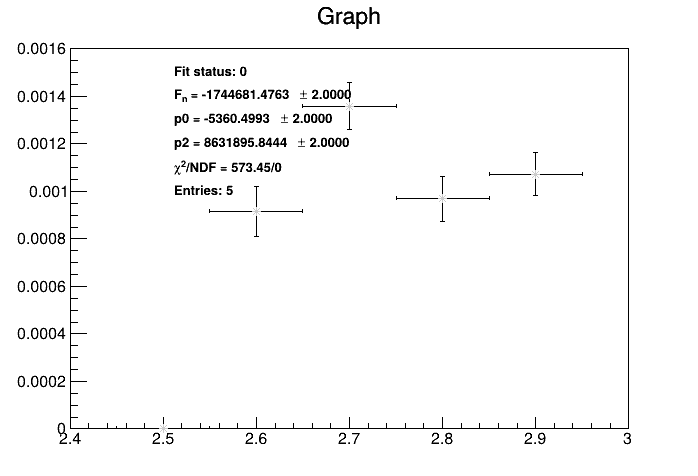 Graph
0.0016
0.0014
0.0012
0.001
0.0008
0.0006
0.0004
0.0002
0
Fit status: 0
Fn = -1744681.4763 ± 2.0000
p0 = -5360.4993 ± 2.0000
p2 = 8631895.8444 ± 2.0000
χ²/NDF = 573.45/0
Entries: 5
2.4 2.5 2.6 2.7 2.8 2.9 3